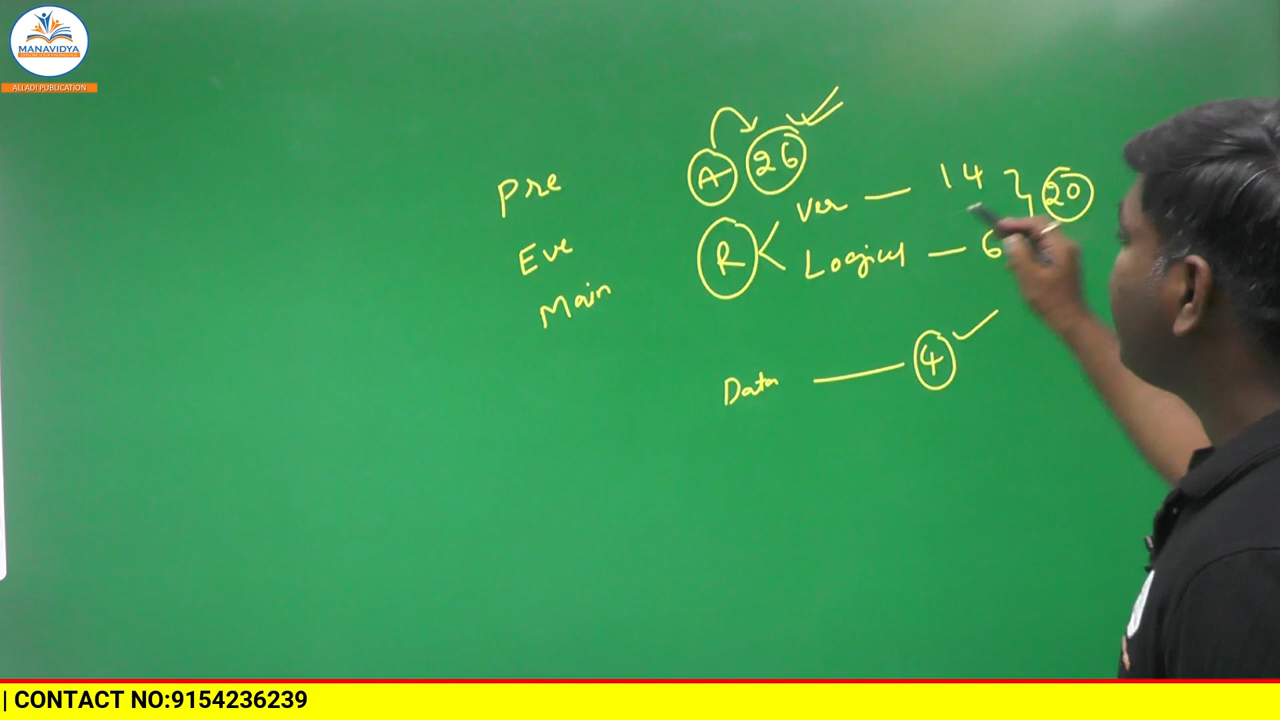 MANAVIDYA
ALLADI PUBLICATION
Pre
Eve
Main
A 26
R
Ver — 14
Logical — 6
20
Data — 4
| CONTACT NO:9154236239